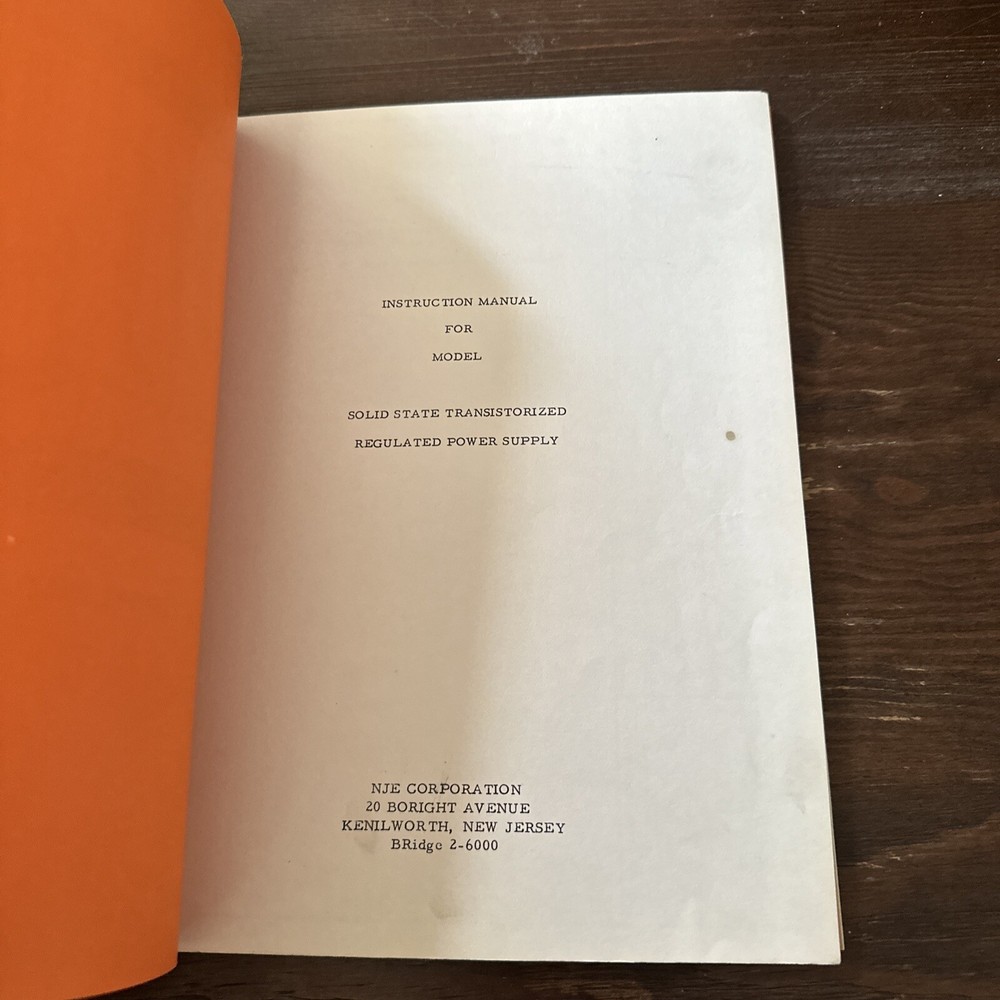 INSTRUCTION MANUAL
FOR
MODEL
SOLID STATE TRANSISTORIZED
REGULATED POWER SUPPLY
NJE CORPORATION
20 BORIGHT AVENUE
KENILWORTH, NEW JERSEY
BRidge 2-6000